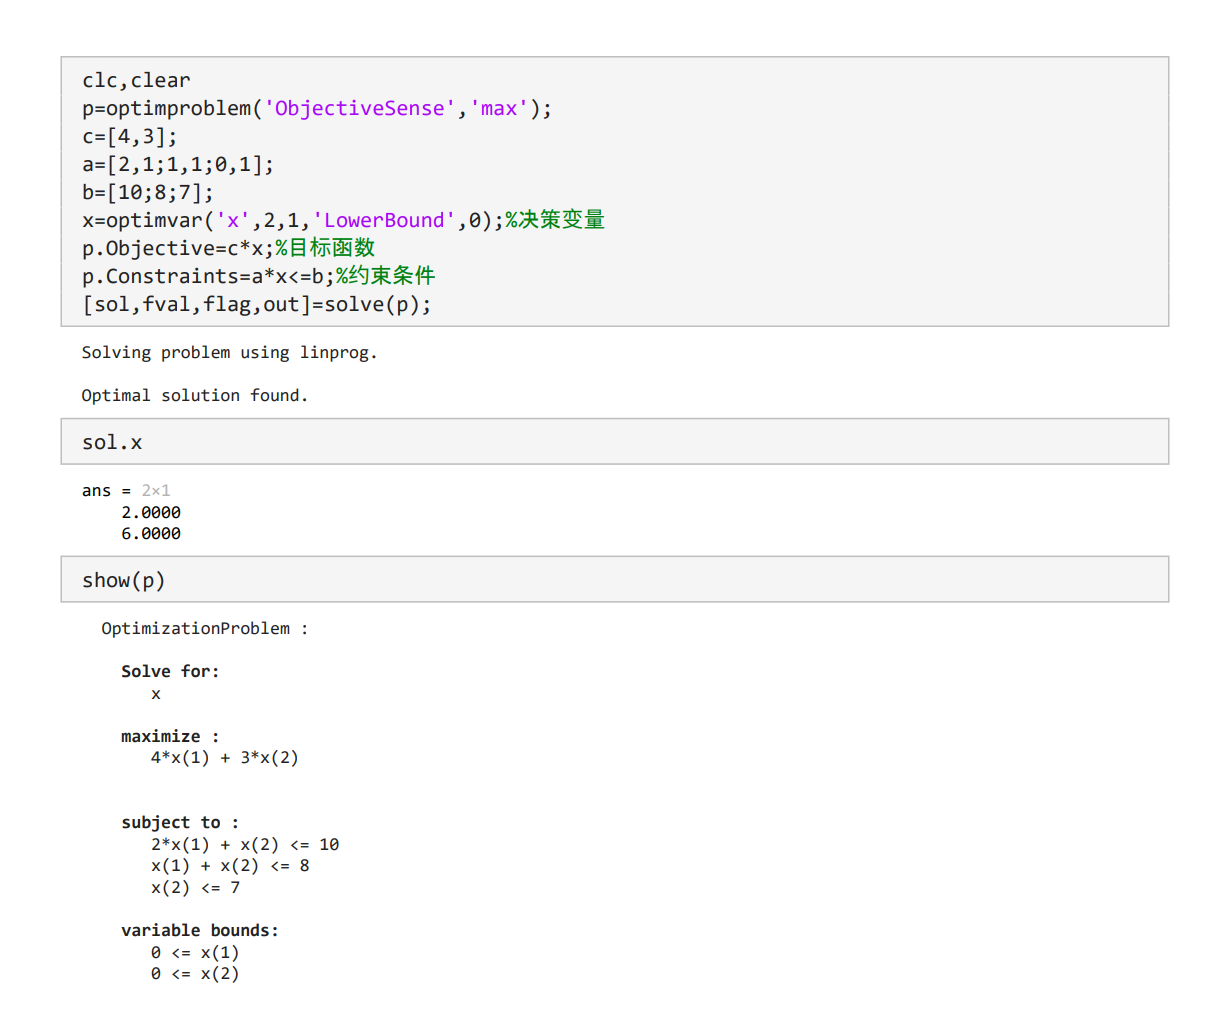 clc,clear
p=optimproblem('ObjectiveSense','max');
c=[4,3];
a=[2,1;1,1;0,1];
b=[10;8;7];
x=optimvar('x',2,1,'LowerBound',0);%决策变量
p.Objective=c*x;%目标函数
p.Constraints=a*x<=b;%约束条件
[sol,fval,flag,out]=solve(p);
Solving problem using linprog.
Optimal solution found.
sol.x
ans = 2×1
2.0000
6.0000
show(p)
OptimizationProblem :
Solve for:
x
maximize :
4*x(1) + 3*x(2)
subject to :
2*x(1) + x(2) <= 10
x(1) + x(2) <= 8
x(2) <= 7
variable bounds:
0 <= x(1)
0 <= x(2)